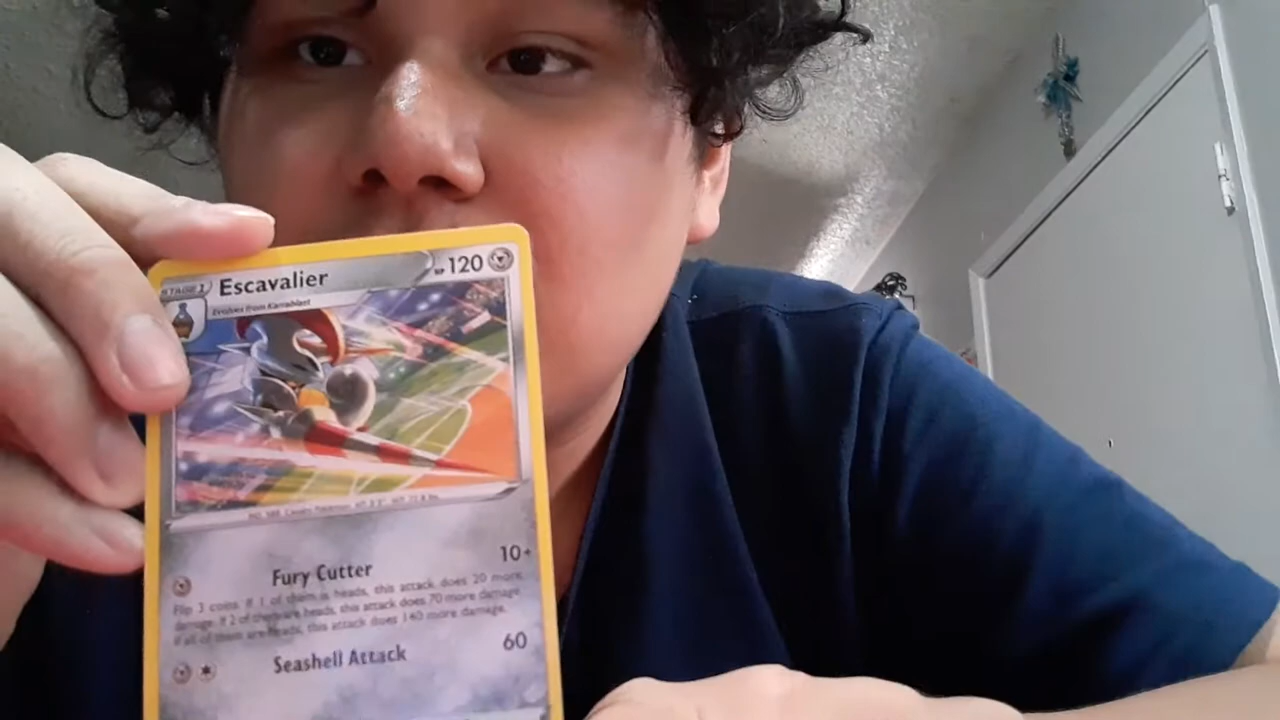 STAGE 1
Escavalier
HP 120
Evolves from Karrablast
Fury Cutter
10+
Flip 3 coins. If 1 of them is heads, this attack does 20 more
damage. If 2 of them are heads, this attack does 70 more damage.
If all of them are heads, this attack does 140 more damage.
Seashell Attack
60